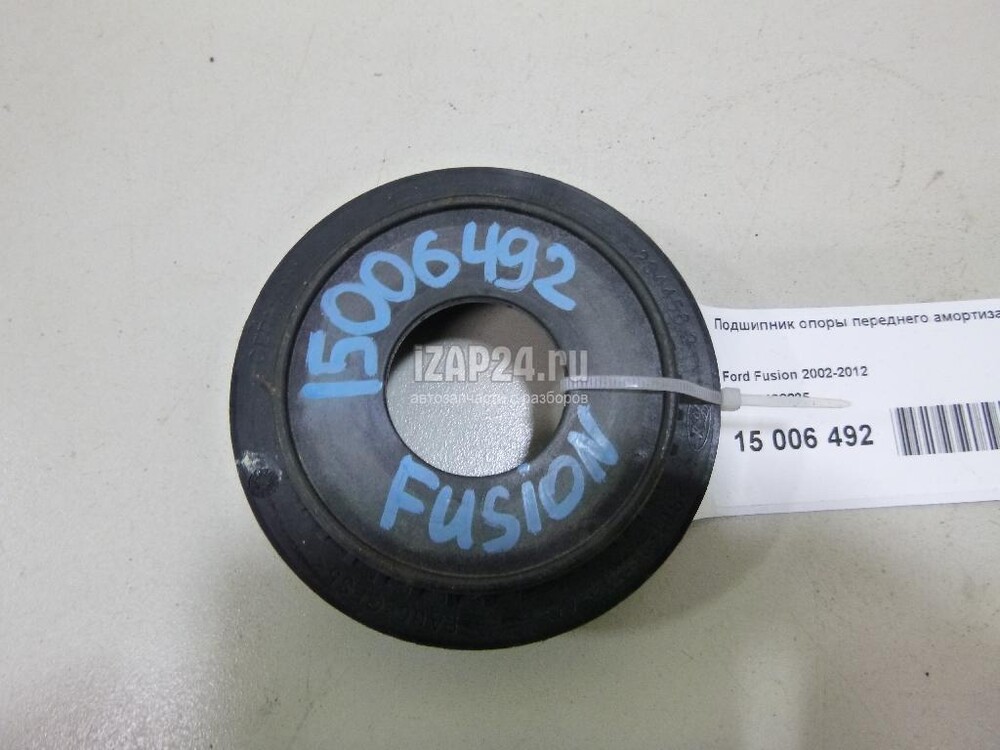 15006492
FUSION
iZAP24.ru
автозапчасти с разборов
Подшипник опоры переднего амортиза
Ford Fusion 2002-2012
15 006 492